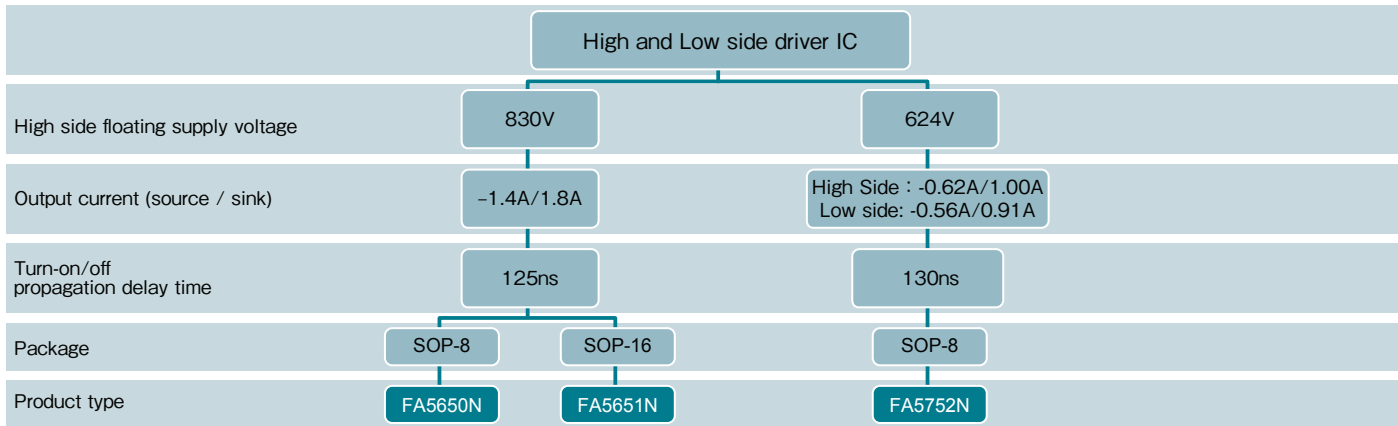 High and Low side driver IC
High side floating supply voltage
830V
624V
Output current (source / sink)
–1.4A/1.8A
High Side：-0.62A/1.00A
Low side: -0.56A/0.91A
Turn-on/off
propagation delay time
125ns
130ns
Package
SOP-8
SOP-16
SOP-8
Product type
FA5650N
FA5651N
FA5752N